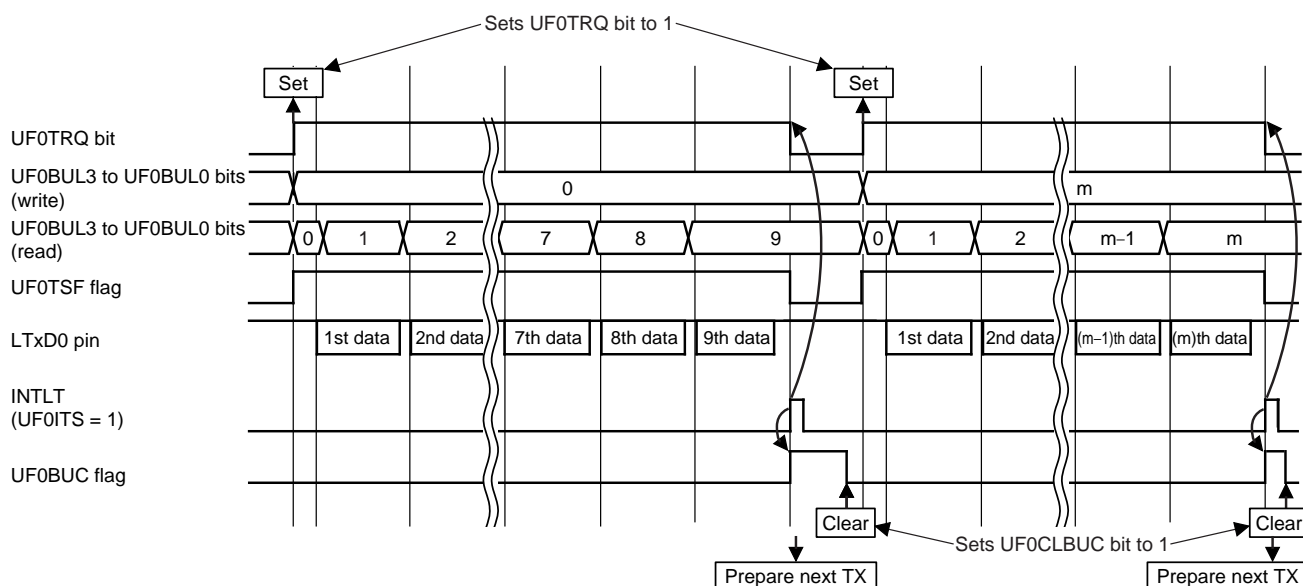 Sets UF0TRQ bit to 1
Set Set
UF0TRQ bit
UF0BUL3 to UF0BUL0 bits
(write)
0 m
UF0BUL3 to UF0BUL0 bits
(read)
0 1 2 7 8 9 0 1 2 m−1 m
UF0TSF flag
LTxD0 pin
1st data 2nd data 7th data 8th data 9th data 1st data 2nd data (m−1)th data (m)th data
INTLT
(UF0ITS = 1)
UF0BUC flag
Clear Clear
Sets UF0CLBUC bit to 1
Prepare next TX Prepare next TX